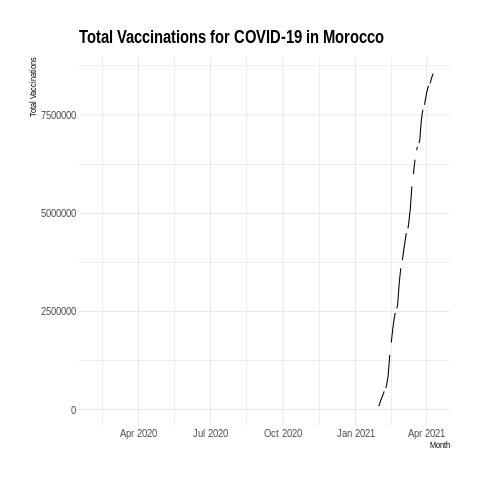 Total Vaccinations for COVID-19 in Morocco
Total Vaccinations
7500000
5000000
2500000
0
Apr 2020 Jul 2020 Oct 2020 Jan 2021 Apr 2021
Month